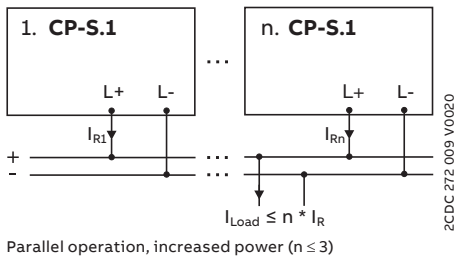 1. CP-S.1
n. CP-S.1
...
L+ L-
L+ L-
I_R1
I_Rn
+
...
-
...
I_Load ≤ n * I_R
2CDC 272 009 V0020
Parallel operation, increased power (n ≤ 3)